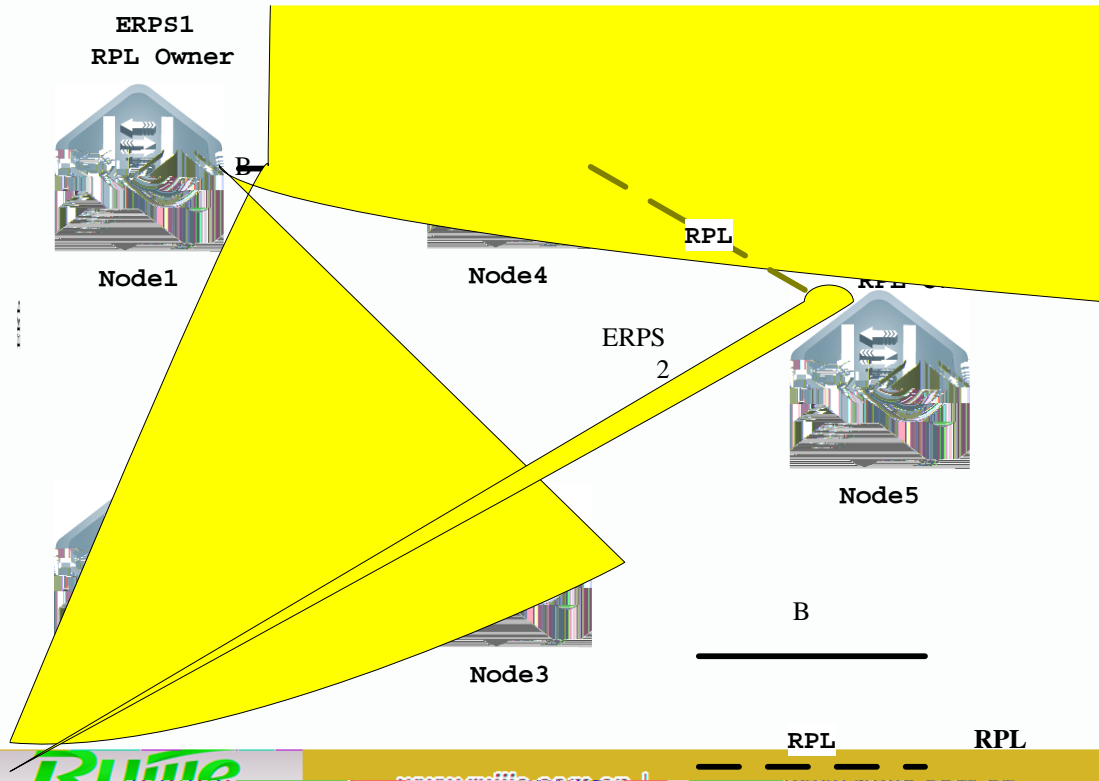 ERPS1
RPL Owner
B
RPL
Node1
Node4
ERPS
2
Node5
B
Node3
RPL
RPL